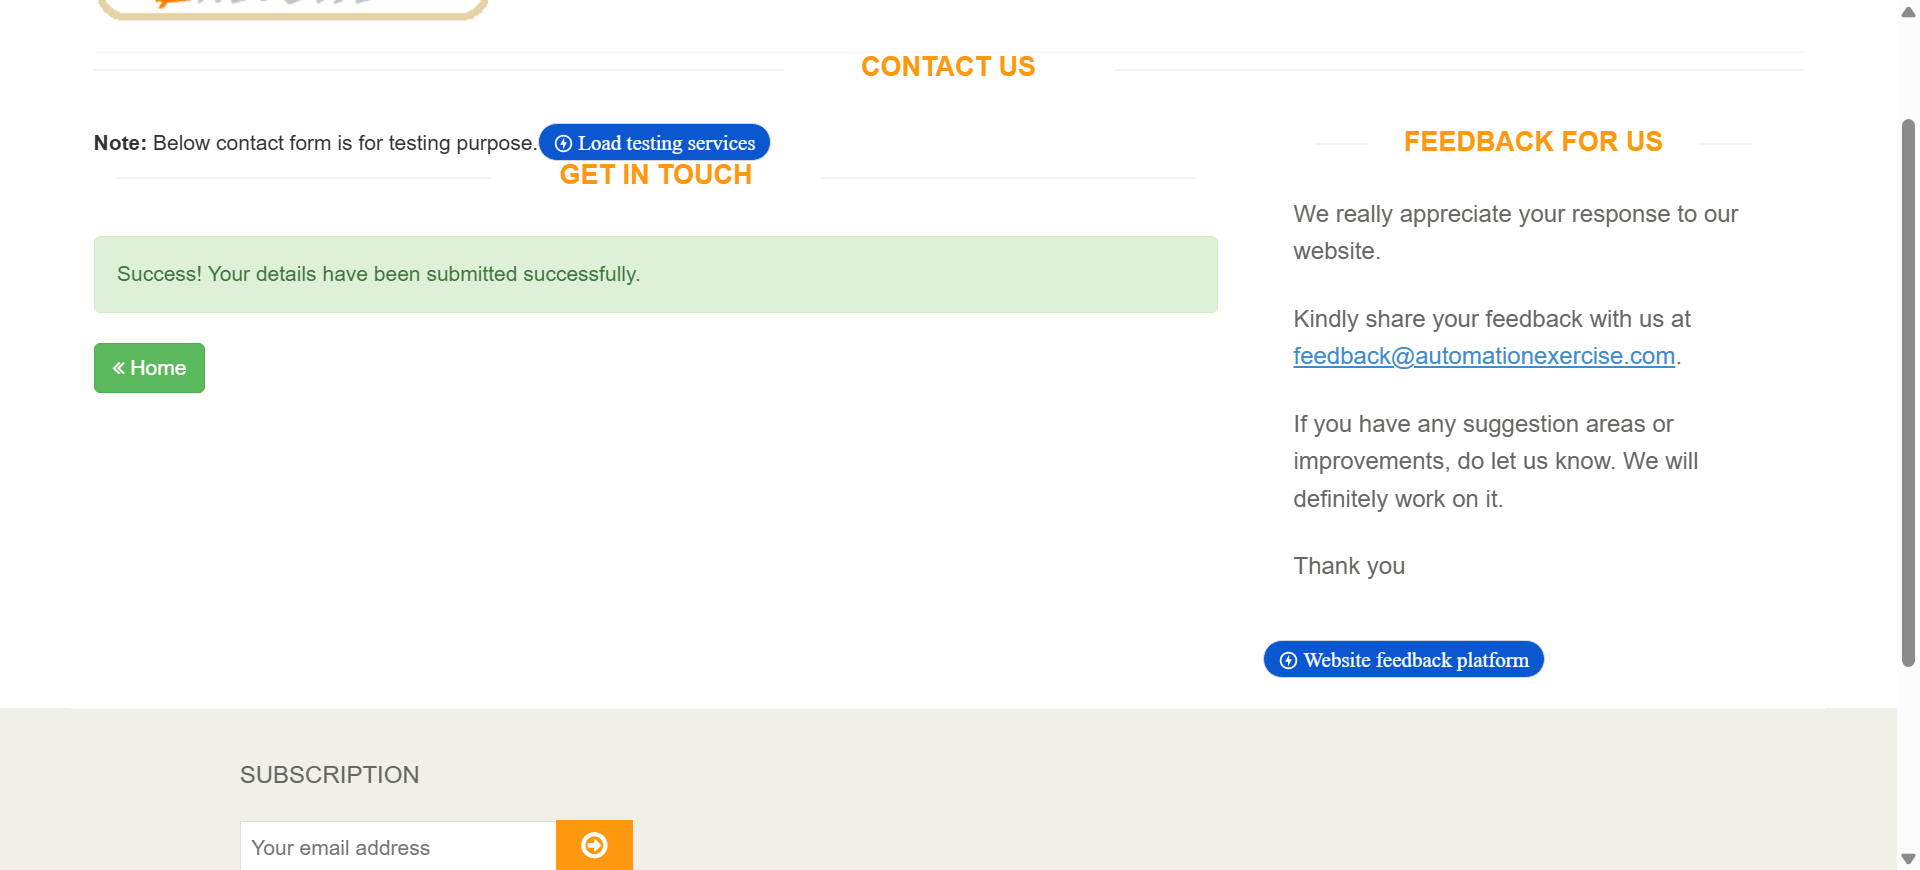 CONTACT US
Note: Below contact form is for testing purpose. Load testing services
GET IN TOUCH
Success! Your details have been submitted successfully.
« Home
FEEDBACK FOR US
We really appreciate your response to our
website.
Kindly share your feedback with us at
feedback@automationexercise.com.
If you have any suggestion areas or
improvements, do let us know. We will
definitely work on it.
Thank you
Website feedback platform
SUBSCRIPTION
Your email address